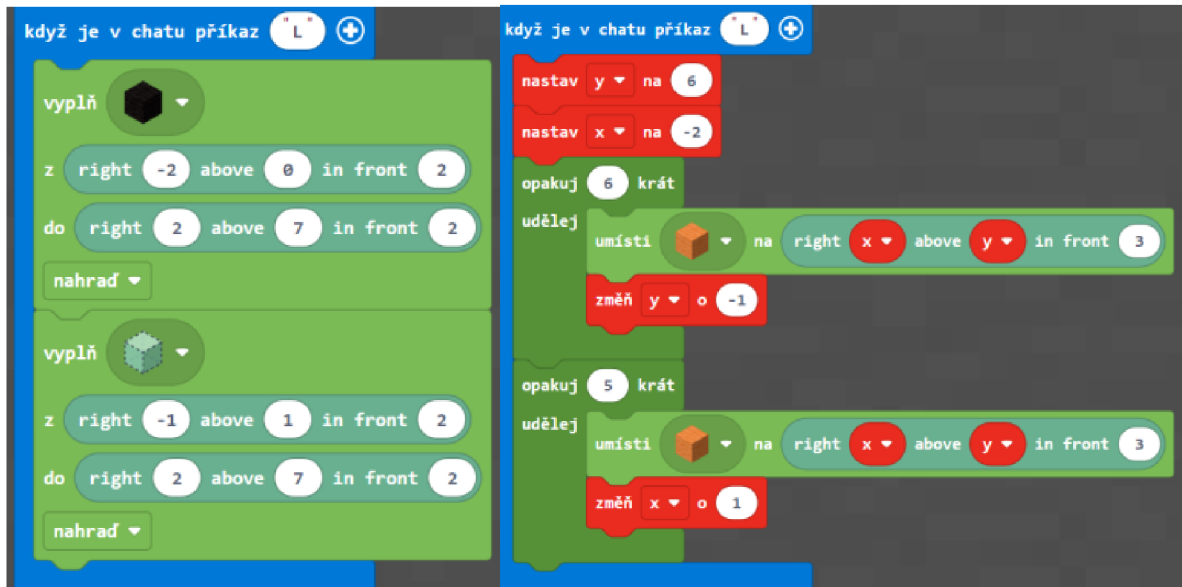 když je v chatu příkaz "L"
vyplň
z right -2 above 0 in front 2
do right 2 above 7 in front 2
nahraď
vyplň
z right -1 above 1 in front 2
do right 2 above 7 in front 2
nahraď
když je v chatu příkaz "L"
nastav y na 6
nastav x na -2
opakuj 6 krát
udělej
umísti na right x above y in front 3
změň y o -1
opakuj 5 krát
udělej
umísti na right x above y in front 3
změň x o 1